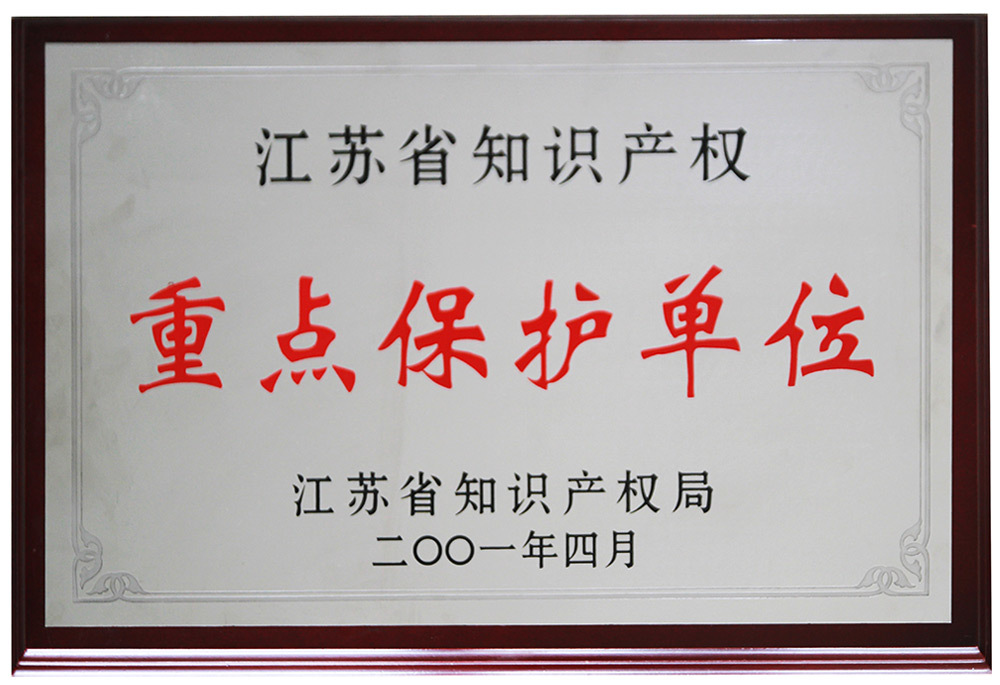 江苏省知识产权
重点保护单位
江苏省知识产权局
二〇〇一年四月